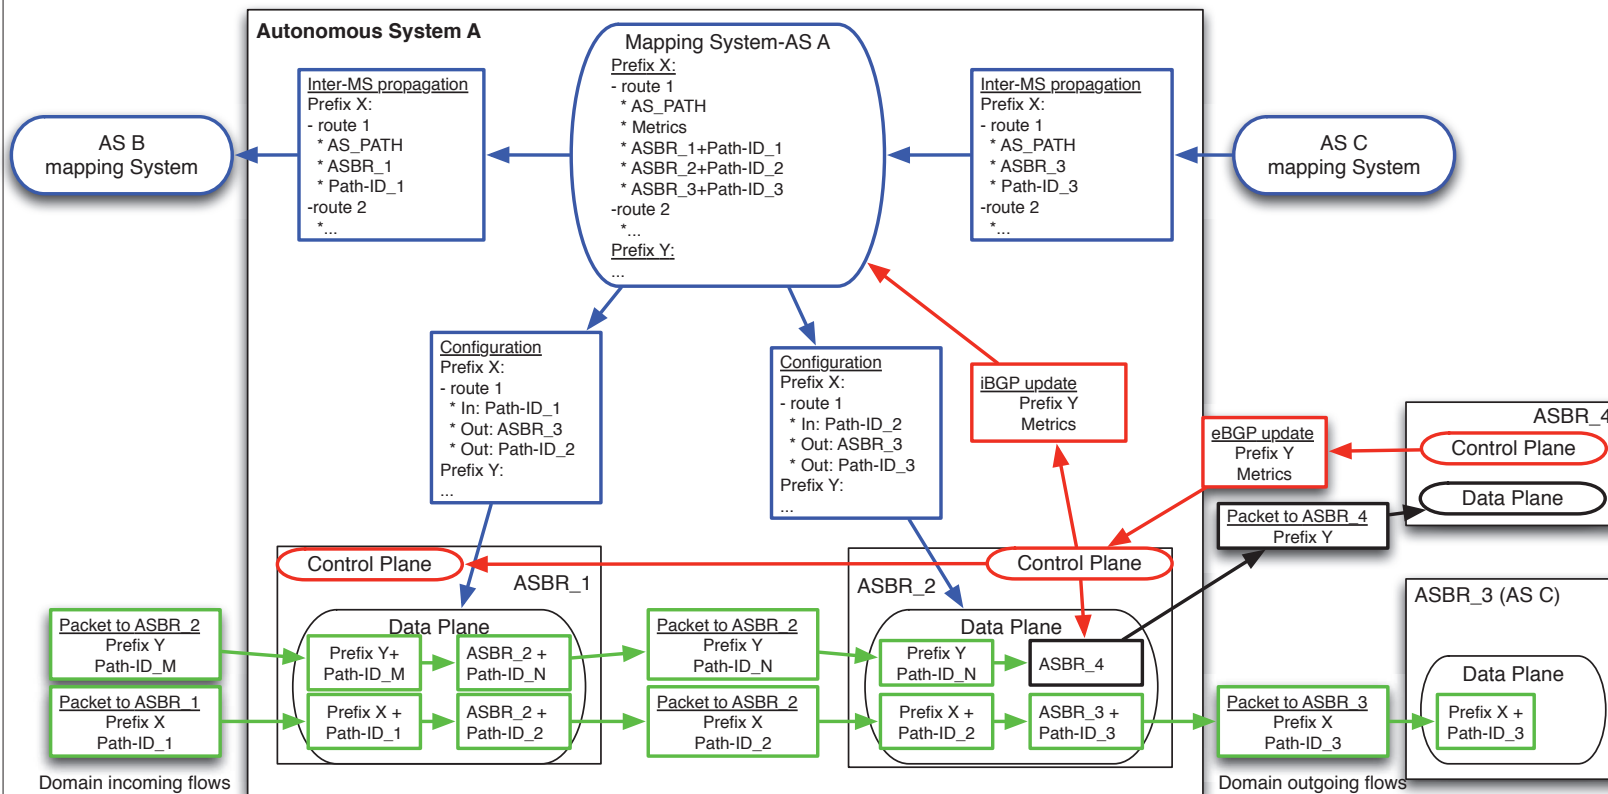 Autonomous System A
Mapping System-AS A
Prefix X:
- route 1
* AS_PATH
* Metrics
* ASBR_1+Path-ID_1
* ASBR_2+Path-ID_2
* ASBR_3+Path-ID_3
-route 2
*...
Prefix Y:
...
Inter-MS propagation
Prefix X:
- route 1
* AS_PATH
* ASBR_1
* Path-ID_1
-route 2
*...
Inter-MS propagation
Prefix X:
- route 1
* AS_PATH
* ASBR_3
* Path-ID_3
-route 2
*...
AS B
mapping System
AS C
mapping System
Configuration
Prefix X:
- route 1
* In: Path-ID_1
* Out: ASBR_3
* Out: Path-ID_2
Prefix Y:
...
Configuration
Prefix X:
- route 1
* In: Path-ID_2
* Out: ASBR_3
* Out: Path-ID_3
Prefix Y:
...
iBGP update
Prefix Y
Metrics
eBGP update
Prefix Y
Metrics
ASBR_4
Control Plane
Data Plane
Packet to ASBR_4
Prefix Y
Control Plane
ASBR_1
Data Plane
Prefix Y+
Path-ID_M
ASBR_2 +
Path-ID_N
Prefix X +
Path-ID_1
ASBR_2 +
Path-ID_2
Control Plane
ASBR_2
Data Plane
Prefix Y
Path-ID_N
ASBR_4
Prefix X +
Path-ID_2
ASBR_3 +
Path-ID_3
ASBR_3 (AS C)
Data Plane
Prefix X +
Path-ID_3
Packet to ASBR_2
Prefix Y
Path-ID_M
Packet to ASBR_1
Prefix X
Path-ID_1
Packet to ASBR_2
Prefix Y
Path-ID_N
Packet to ASBR_2
Prefix X
Path-ID_2
Packet to ASBR_3
Prefix X
Path-ID_3
Domain incoming flows
Domain outgoing flows